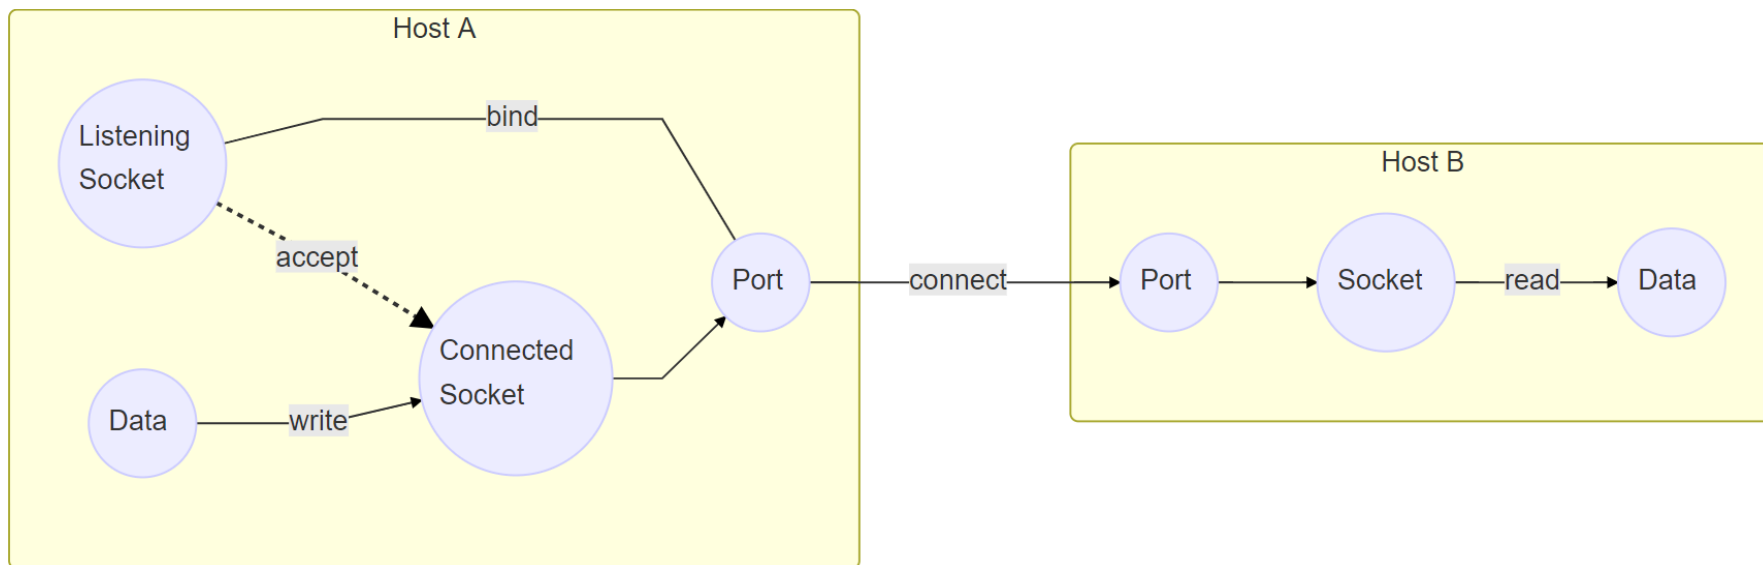 Host A
Listening
Socket
bind
accept
Connected
Socket
Data
write
Port
connect
Host B
Port
Socket
read
Data